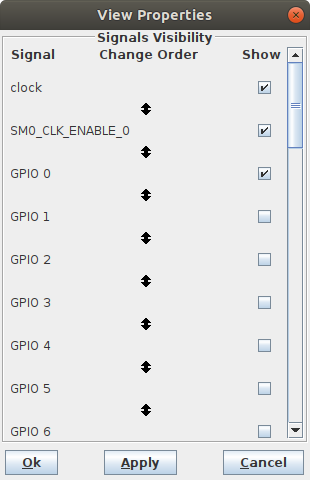 View Properties
Signals Visibility
Signal Change Order Show
clock
SM0_CLK_ENABLE_0
GPIO 0
GPIO 1
GPIO 2
GPIO 3
GPIO 4
GPIO 5
GPIO 6
Ok Apply Cancel